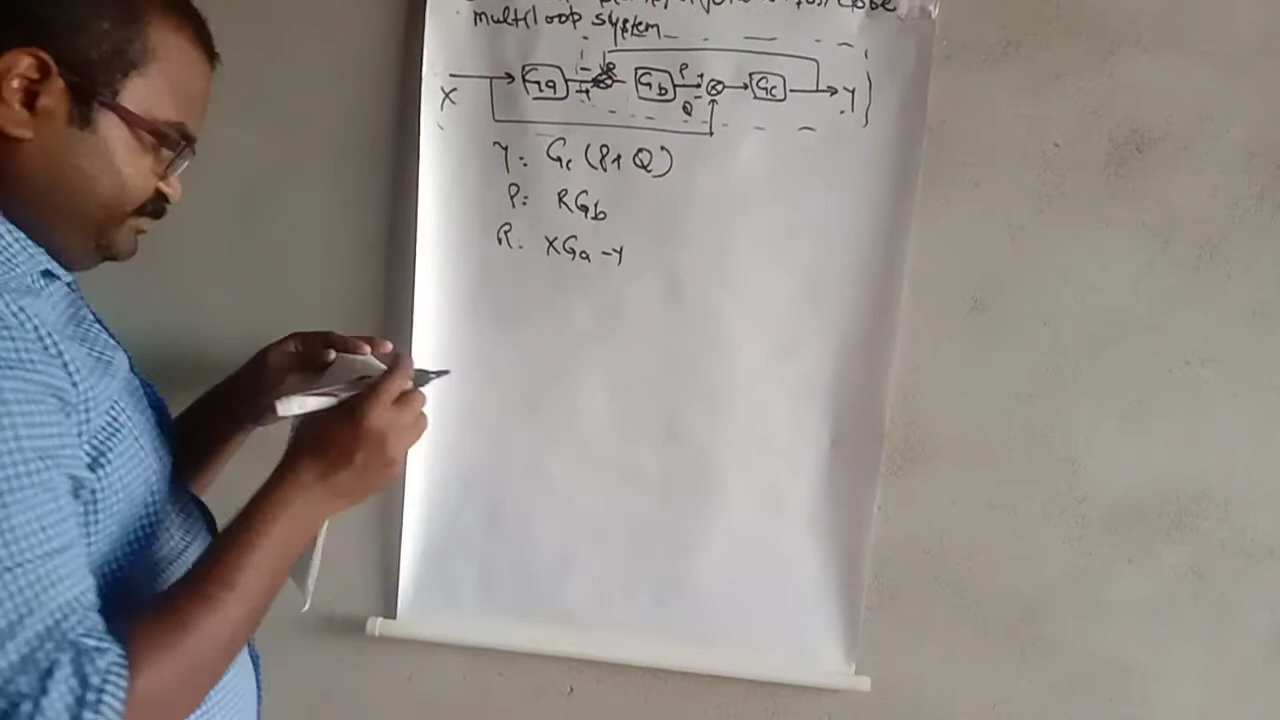 multiloop system
X Ga - + R Gb P + Q - Gc Y
Y = Gc (P + Q)
P = RGb
R = XGa - Y